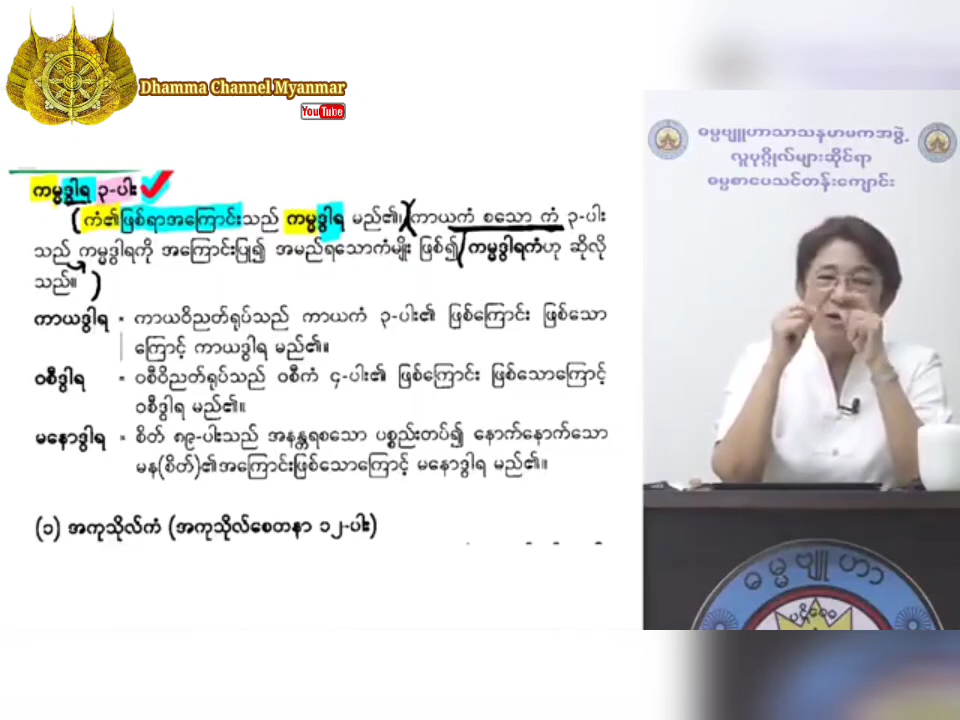 Dhamma Channel Myanmar
YouTube
ဓမ္မဗျူဟာသာသနာမာမကအဖွဲ့
လူပုဂ္ဂိုလ်များဆိုင်ရာ
ဓမ္မစာပေသင်တန်းကျောင်း
ကမ္မဒွါရ ၃-ပါး
ကံ၏ဖြစ်ရာအကြောင်းသည် ကမ္မဒွါရ မည်၏၊ ကာယကံ စသော ကံ ၃-ပါး
သည် ကမ္မဒွါရကို အကြောင်းပြု၍ အမည်ရသောကံမျိုး ဖြစ်၍ ကမ္မဒွါရကံဟု ဆိုလို
သည်။
ကာယဒွါရ - ကာယဝိညတ်ရုပ်သည် ကာယကံ ၃-ပါး၏ ဖြစ်ကြောင်း ဖြစ်သော
ကြောင့် ကာယဒွါရ မည်၏။
ဝစီဒွါရ - ဝစီဝိညတ်ရုပ်သည် ဝစီကံ ၄-ပါး၏ ဖြစ်ကြောင်း ဖြစ်သောကြောင့်
ဝစီဒွါရ မည်၏။
မနောဒွါရ - စိတ် ၈၉-ပါးသည် အနန္တရစသော ပစ္စည်းတပ်၍ နောက်နောက်သော
မန(စိတ်)၏အကြောင်းဖြစ်သောကြောင့် မနောဒွါရ မည်၏။
(၁) အကုသိုလ်ကံ (အကုသိုလ်စေတနာ ၁၂-ပါး)
ဓမ္မဗျူဟာ